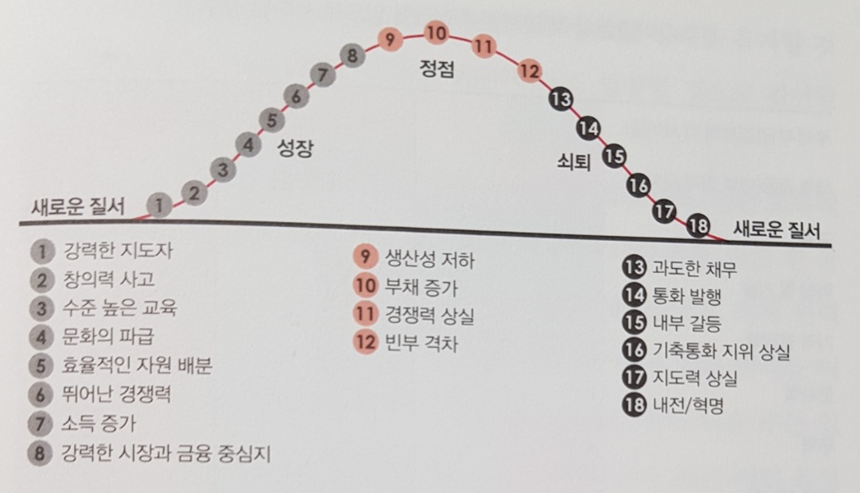 9 10 11
8 12
7 정점 13
6 14
5 성장 쇠퇴 15
4 16
3 17
새로운 질서 1 2 18 새로운 질서
1 강력한 지도자
2 창의력 사고
3 수준 높은 교육
4 문화의 파급
5 효율적인 자원 배분
6 뛰어난 경쟁력
7 소득 증가
8 강력한 시장과 금융 중심지
9 생산성 저하
10 부채 증가
11 경쟁력 상실
12 빈부 격차
13 과도한 채무
14 통화 발행
15 내부 갈등
16 기축통화 지위 상실
17 지도력 상실
18 내전/혁명